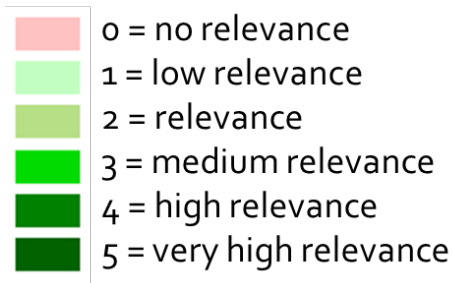 0 = no relevance
1 = low relevance
2 = relevance
3 = medium relevance
4 = high relevance
5 = very high relevance